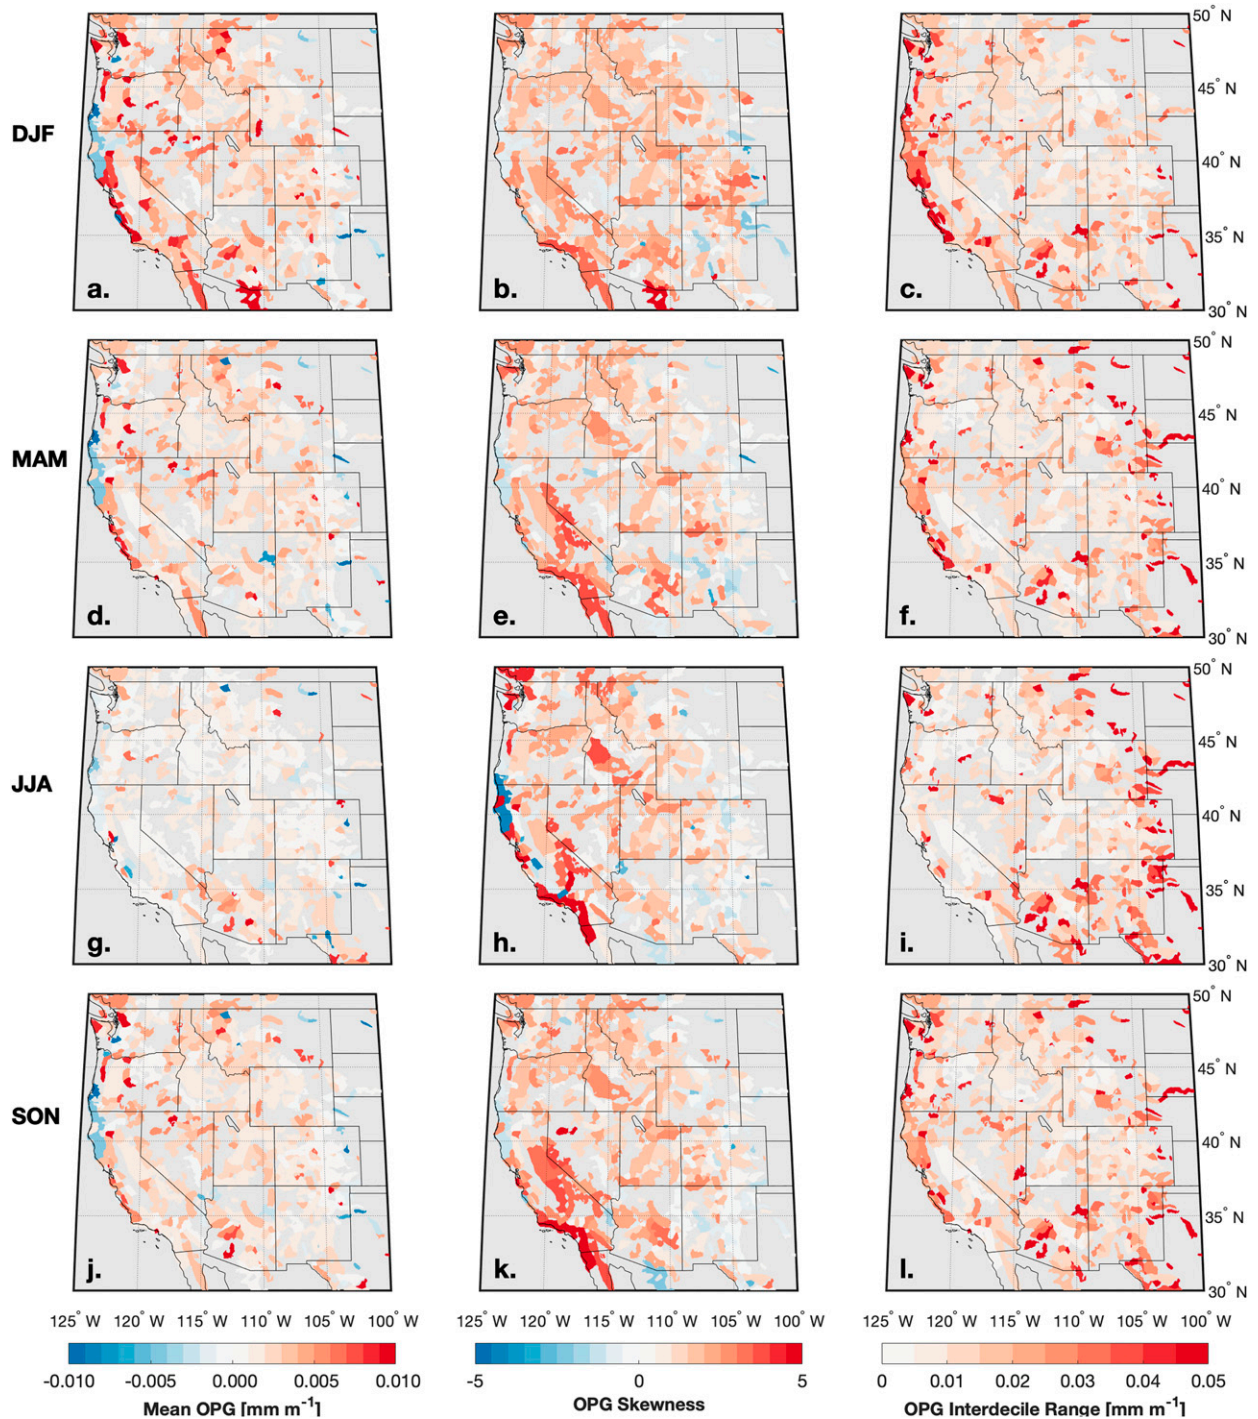 50° N
45° N
DJF
40° N
35° N
a.
b.
c.
30° N
50° N
45° N
MAM
40° N
35° N
d.
e.
f.
30° N
50° N
45° N
JJA
40° N
35° N
g.
h.
i.
30° N
50° N
45° N
SON
40° N
35° N
j.
k.
l.
30° N
125° W 120° W 115° W 110° W 105° W 100° W
125° W 120° W 115° W 110° W 105° W 100° W
125° W 120° W 115° W 110° W 105° W 100° W
-0.010 -0.005 0.000 0.005 0.010
-5 0 5
0 0.01 0.02 0.03 0.04 0.05
Mean OPG [mm m⁻¹]
OPG Skewness
OPG Interdecile Range [mm m⁻¹]